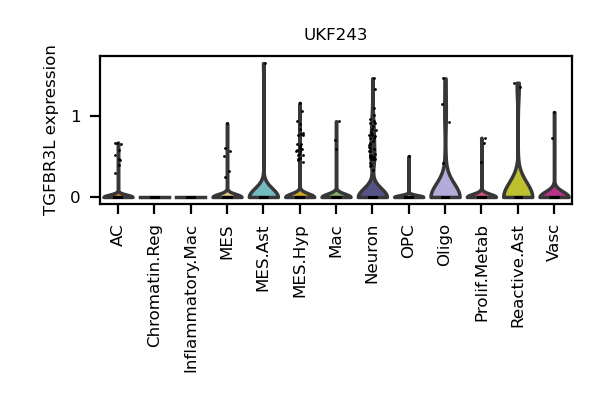 UKF243
TGFBR3L expression
1
0
AC
Chromatin.Reg
Inflammatory.Mac
MES
MES.Ast
MES.Hyp
Mac
Neuron
OPC
Oligo
Prolif.Metab
Reactive.Ast
Vasc